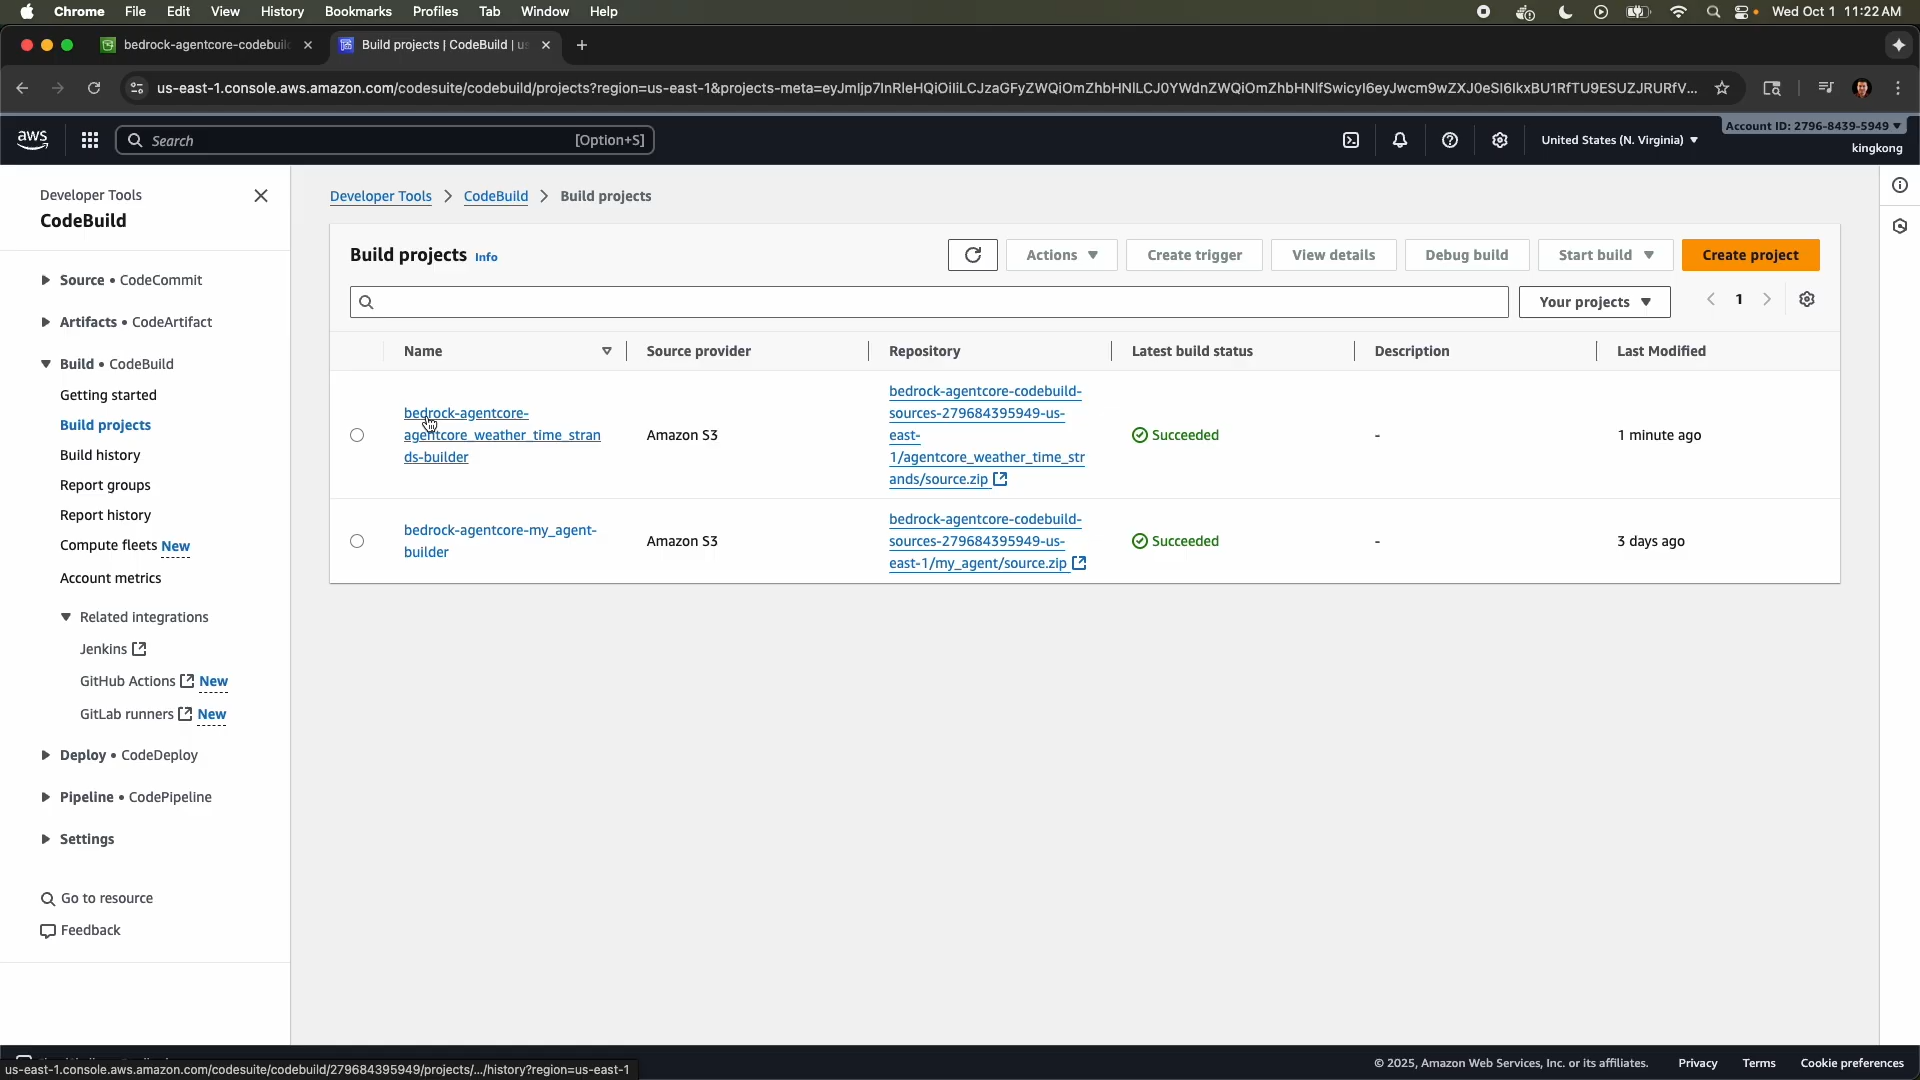 Chrome File Edit View History Bookmarks Profiles Tab Window Help Wed Oct 1 11:22 AM
bedrock-agentcore-codebuil Build projects | CodeBuild | us
us-east-1.console.aws.amazon.com/codesuite/codebuild/projects?region=us-east-1&projects-meta=
aws Search [Option+S] United States (N. Virginia) Account ID: 2796-8439-5949
kingkong
Developer Tools
CodeBuild
Source • CodeCommit
Artifacts • CodeArtifact
Build • CodeBuild
Getting started
Build projects
Build history
Report groups
Report history
Compute fleets New
Account metrics
Related integrations
Jenkins
GitHub Actions New
GitLab runners New
Deploy • CodeDeploy
Pipeline • CodePipeline
Settings
Go to resource
Feedback
Developer Tools > CodeBuild > Build projects
Build projects Info Actions Create trigger View details Debug build Start build Create project
Your projects 1
Name Source provider Repository Latest build status Description Last Modified
bedrock-agentcore-
agentcore_weather_time_stran
ds-builder
Amazon S3
bedrock-agentcore-codebuild-
sources-279684395949-us-
east-
1/agentcore_weather_time_str
ands/source.zip
Succeeded
-
1 minute ago
bedrock-agentcore-my_agent-
builder
Amazon S3
bedrock-agentcore-codebuild-
sources-279684395949-us-
east-1/my_agent/source.zip
Succeeded
-
3 days ago
© 2025, Amazon Web Services, Inc. or its affiliates. Privacy Terms Cookie preferences
us-east-1.console.aws.amazon.com/codesuite/codebuild/279684395949/projects/.../history?region=us-east-1